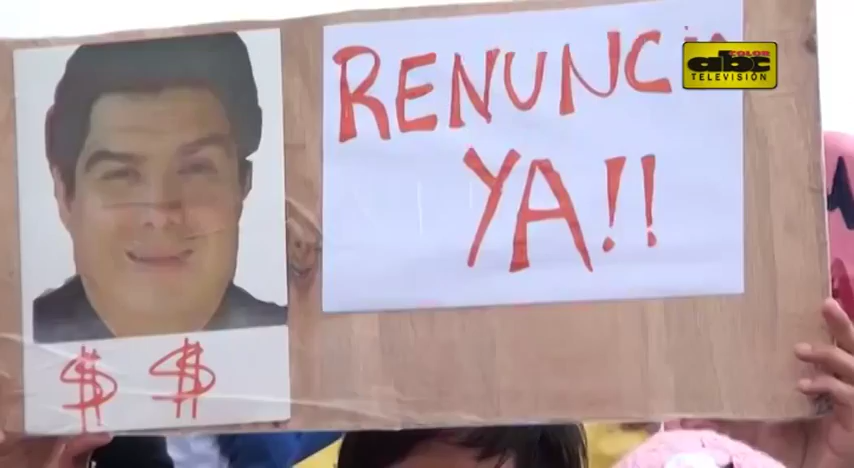 RENUNCIA
YA!!
$ $
COLOR
abc
TELEVISIÓN